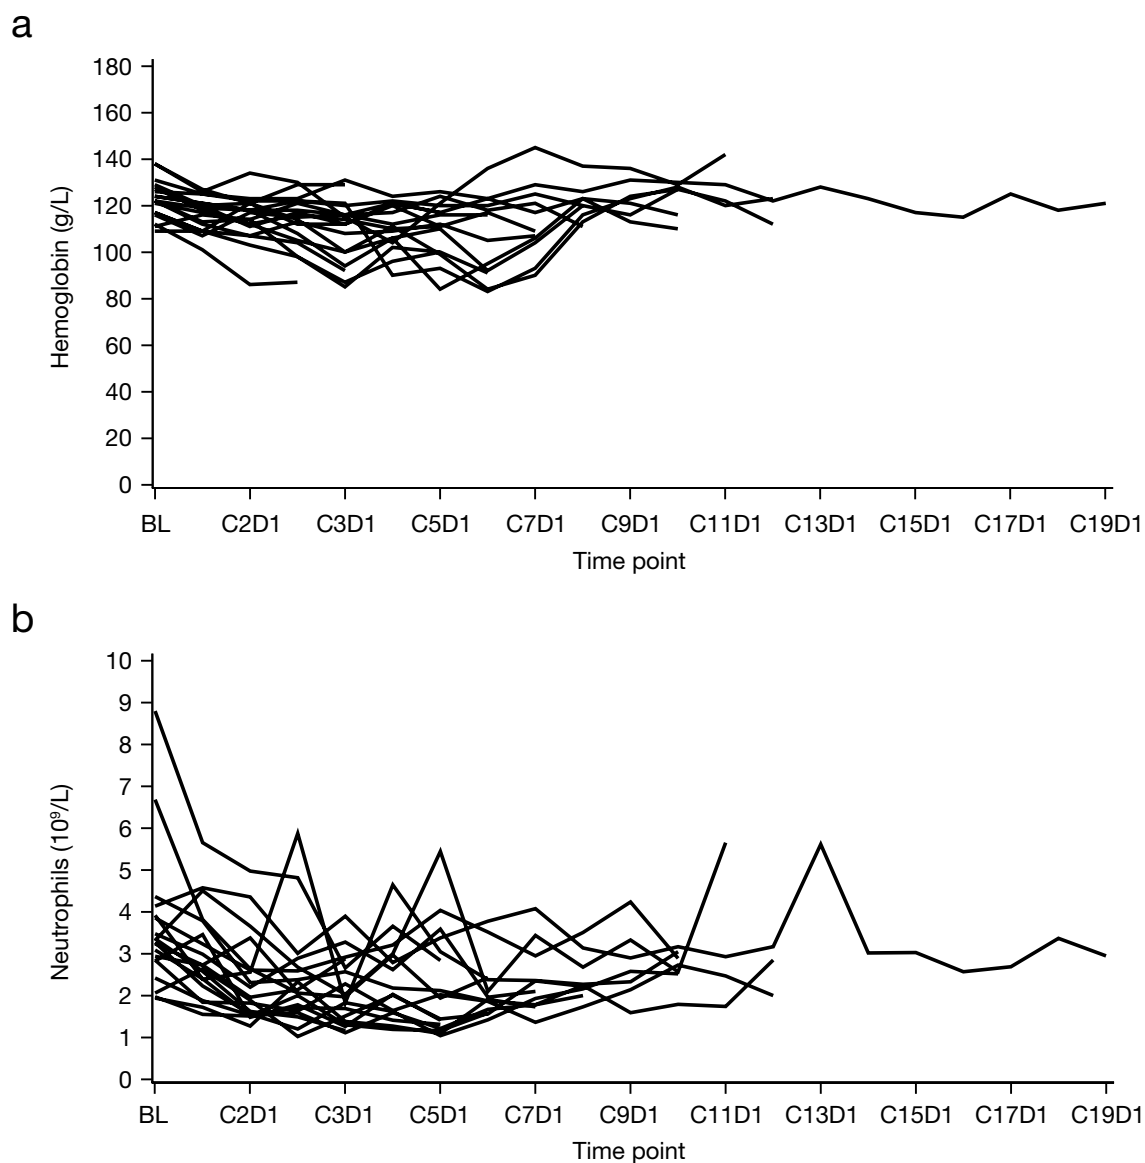 a
180
160
140
120
100
80
60
40
20
0
Hemoglobin (g/L)
BL C2D1 C3D1 C5D1 C7D1 C9D1 C11D1 C13D1 C15D1 C17D1 C19D1
Time point
b
10
9
8
7
6
5
4
3
2
1
0
Neutrophils (10⁹/L)
BL C2D1 C3D1 C5D1 C7D1 C9D1 C11D1 C13D1 C15D1 C17D1 C19D1
Time point